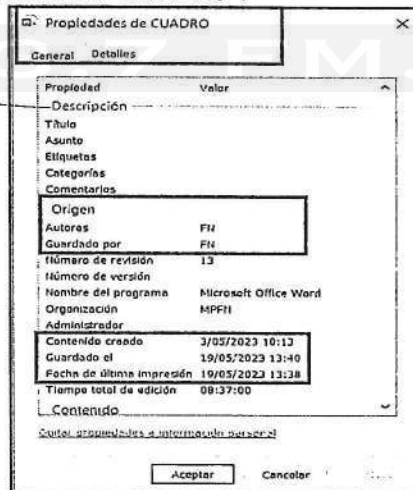 Propiedades de CUADRO
General Detalles
Propiedad Valor
Descripción
Título
Asunto
Etiquetas
Categorías
Comentarios
Origen
Autores FN
Guardado por FN
Número de revisión 13
Número de versión
Nombre del programa Microsoft Office Word
Organización MPFN
Administrador
Contenido creado 3/05/2023 10:13
Guardado el 19/05/2023 13:40
Fecha de última impresión 19/05/2023 13:38
Tiempo total de edición 08:37:00
Contenido
Quitar propiedades e información personal
Aceptar Cancelar